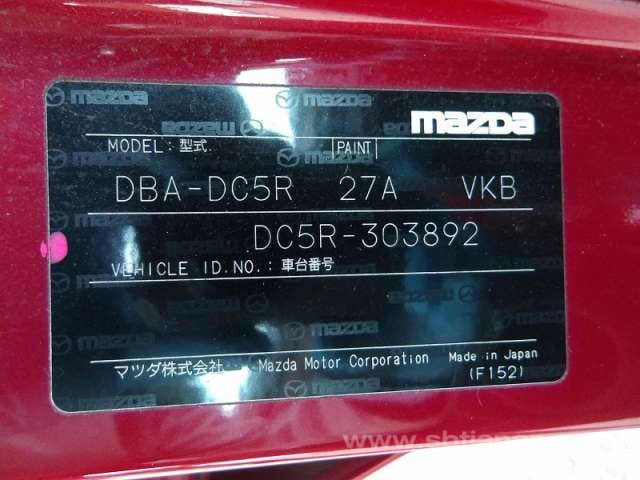 mazda
MODEL: 型式 PAINT
DBA-DC5R 27A VKB
DC5R-303892
VEHICLE ID.NO.: 車台番号
マツダ株式会社 Mazda Motor Corporation Made in Japan
(F152)